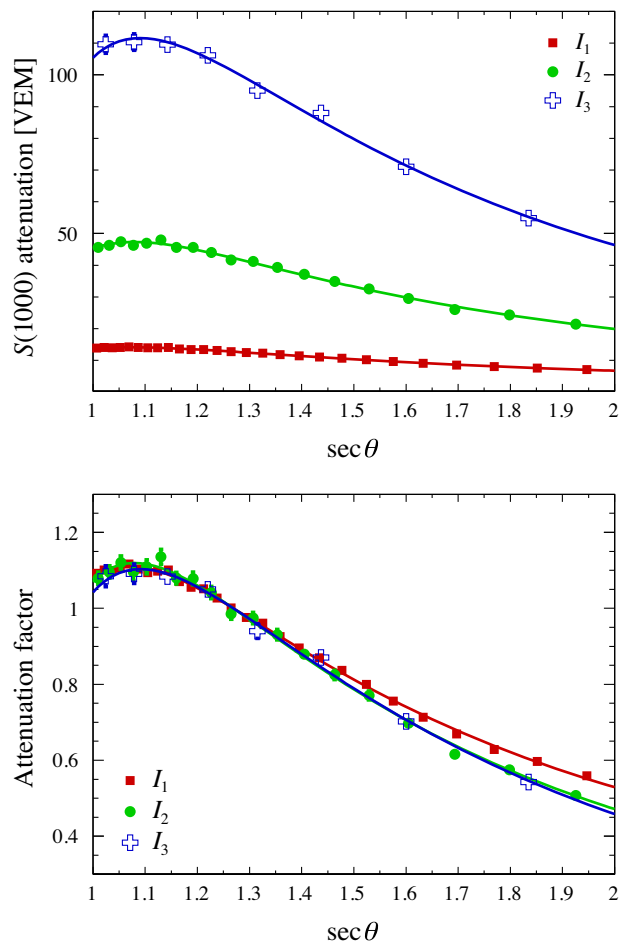 S(1000) attenuation [VEM]
100
50
I₁
I₂
I₃
1 1.1 1.2 1.3 1.4 1.5 1.6 1.7 1.8 1.9 2
sec θ
Attenuation factor
1.2
1
0.8
0.6
0.4
I₁
I₂
I₃
1 1.1 1.2 1.3 1.4 1.5 1.6 1.7 1.8 1.9 2
sec θ